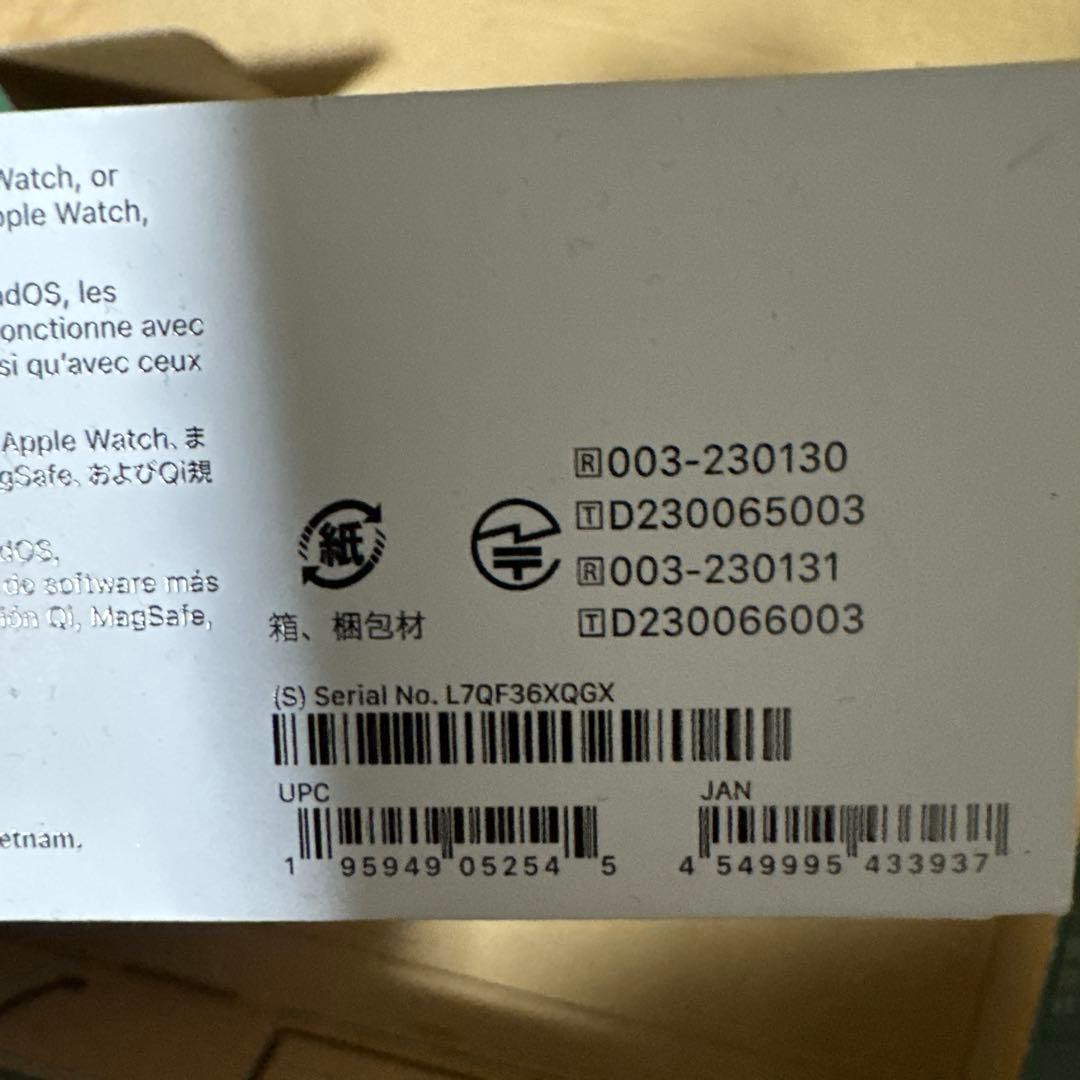 Watch, or
pple Watch,
adOS, les
onctionne avec
si qu'avec ceux
Apple Watch、ま
gSafe、およびQi規
dOS,
de software más
ión Qi, MagSafe,
etnam.
紙
箱、梱包材
R003-230130
TD230065003
R003-230131
TD230066003
(S) Serial No. L7QF36XQGX
UPC
1 95949 05254 5
JAN
4 549995 433937